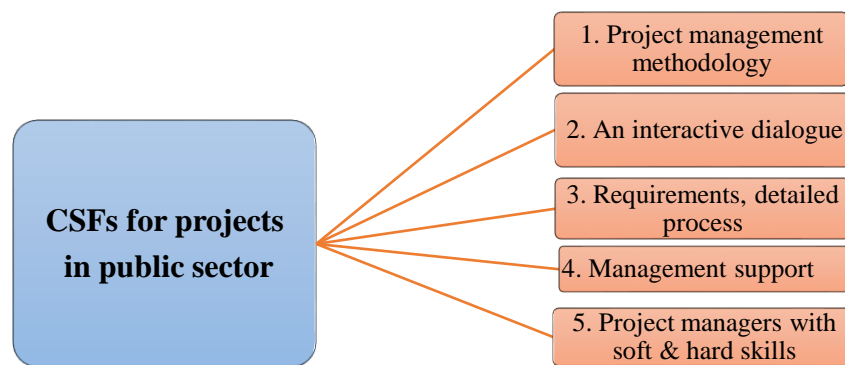 CSFs for projects
in public sector
1. Project management
methodology
2. An interactive dialogue
3. Requirements, detailed
process
4. Management support
5. Project managers with
soft & hard skills